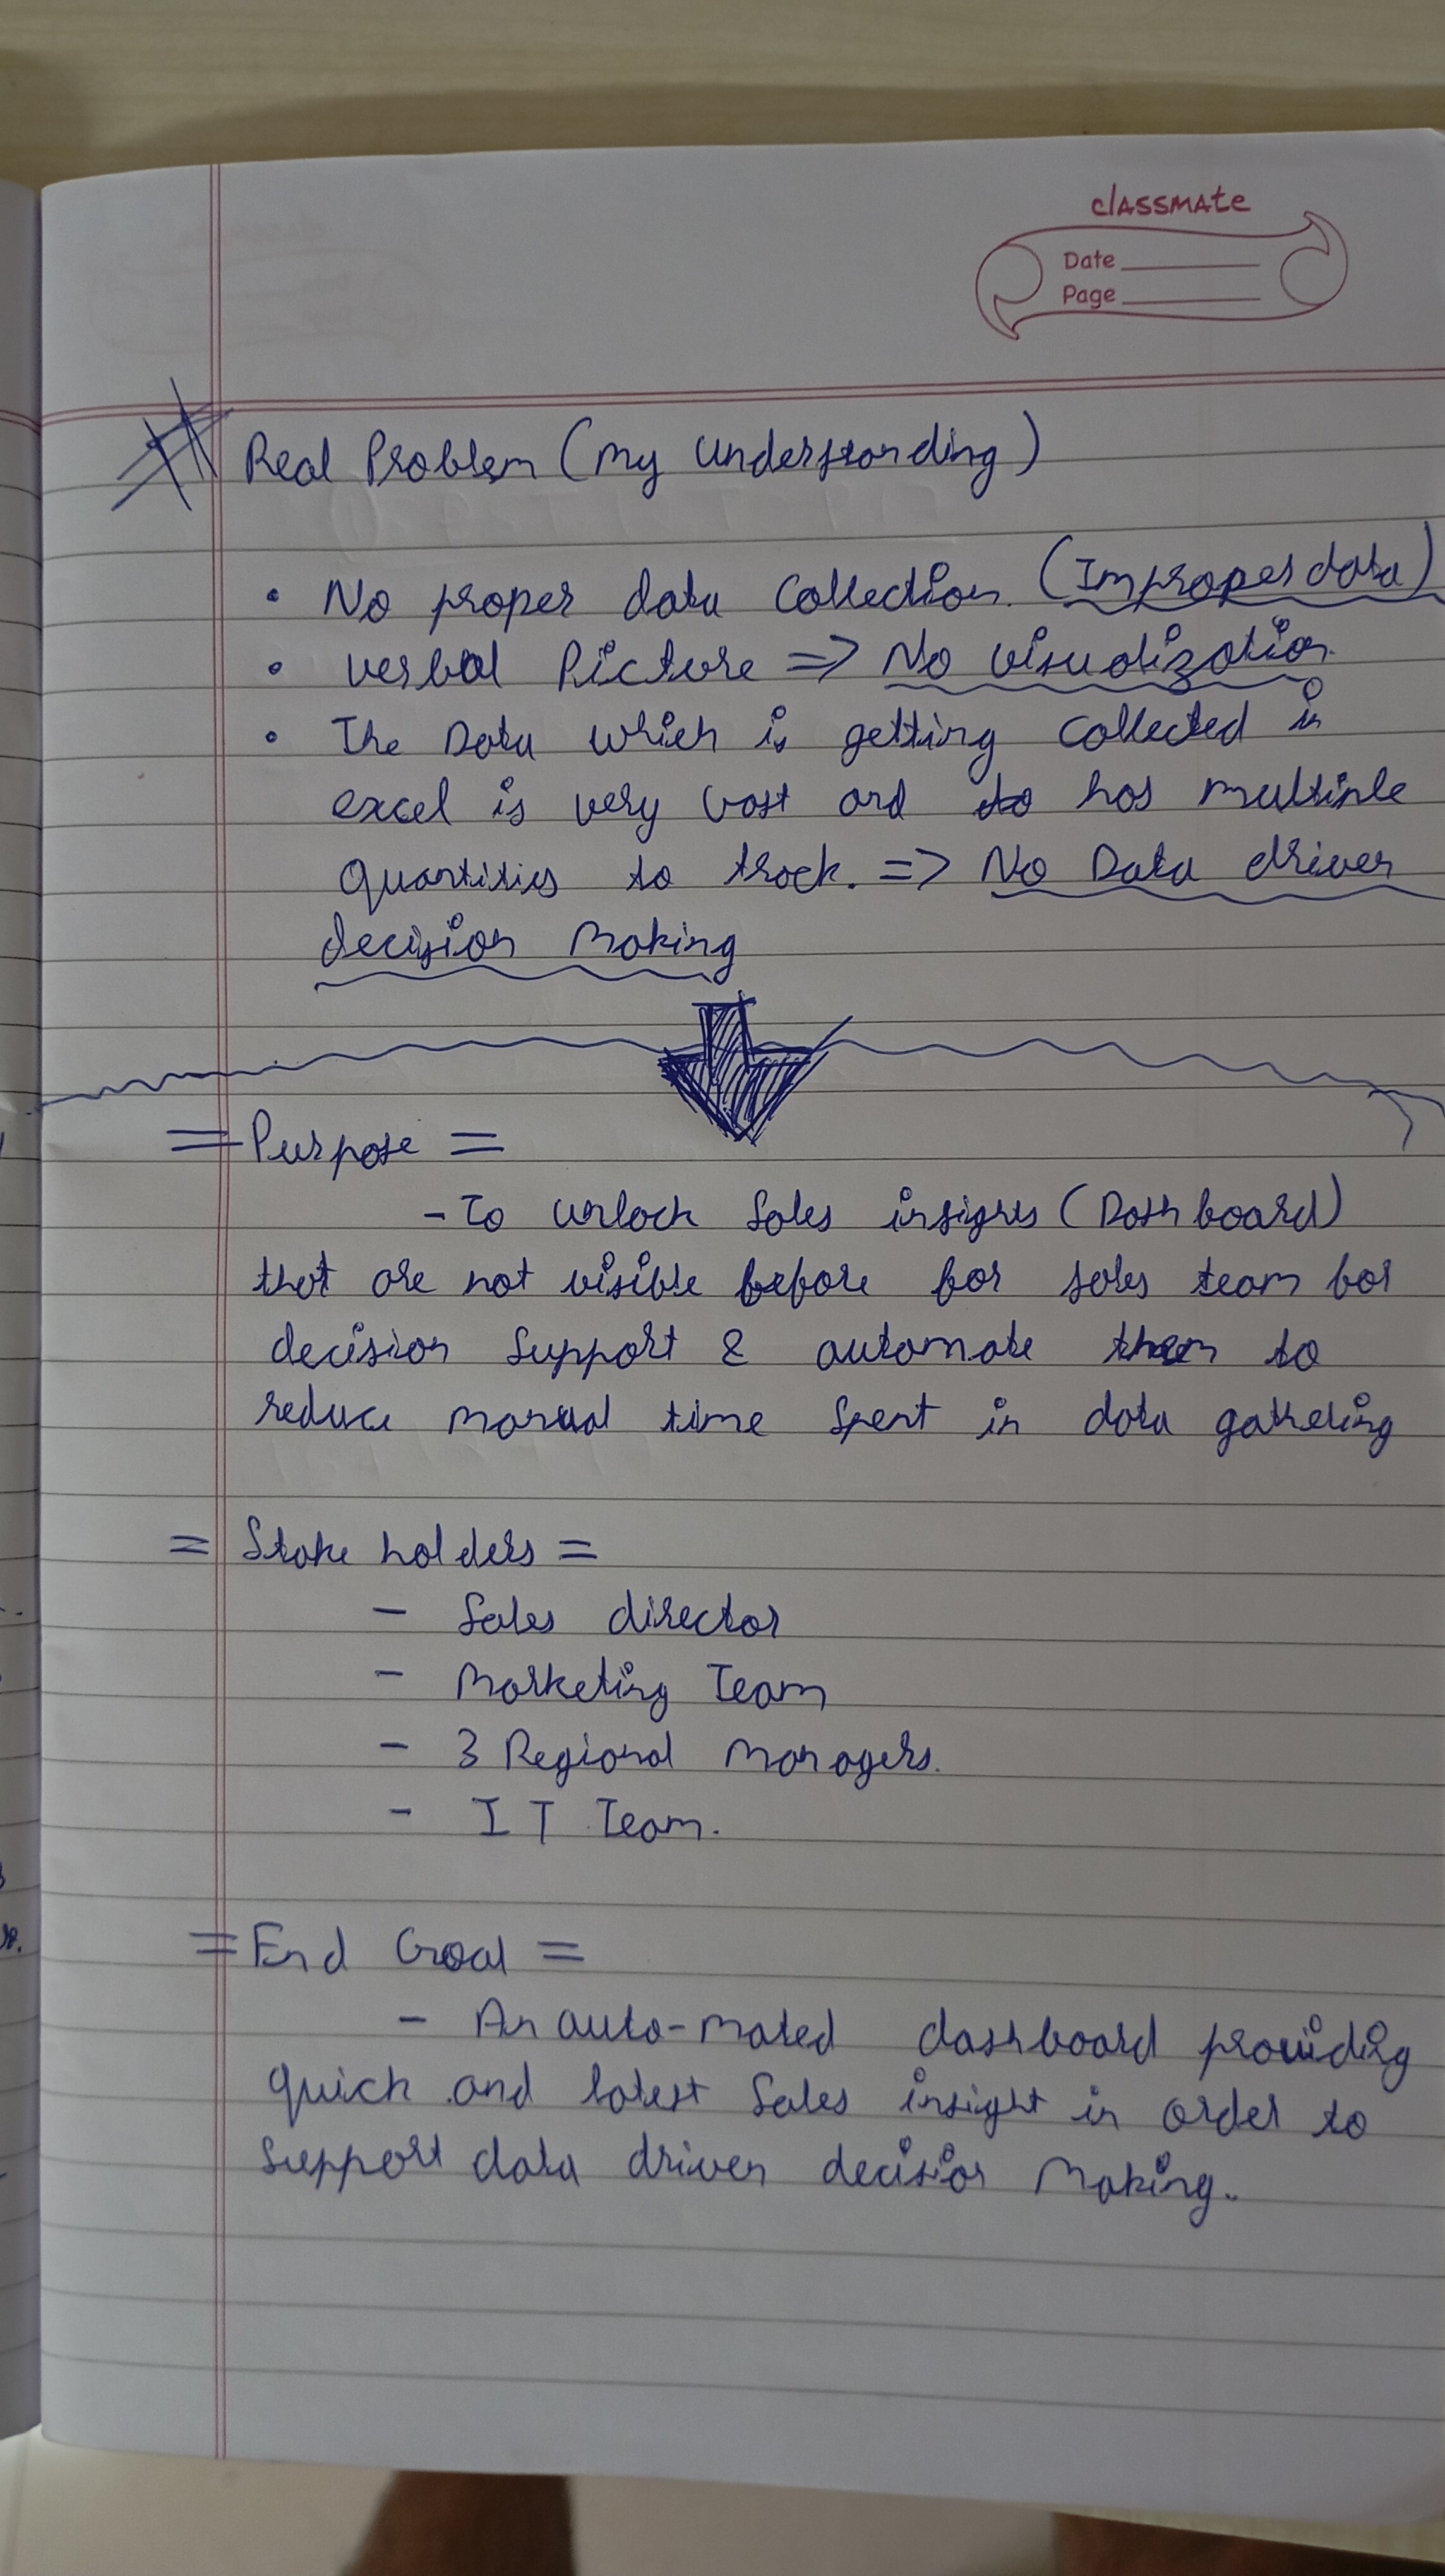 classmate
Date
Page
Real Problem (My Understanding)
• No proper data collection. (Improper data)
• verbal Picture => No visualization
• The Data which is getting collected in
excel is very vast and has multiple
quantities to track. => No Data driven
decision Making
= Purpose =
- To unlock sales insights (Dashboard)
that are not visible before for sales team for
decision support & automate them to
reduce manual time spent in data gathering
= Stake holders =
- Sales director
- Marketing Team
- 3 Regional Managers.
- IT Team.
= End Goal =
- An auto-mated dashboard providing
quick and latest sales insight in order to
support data driven decision Making.